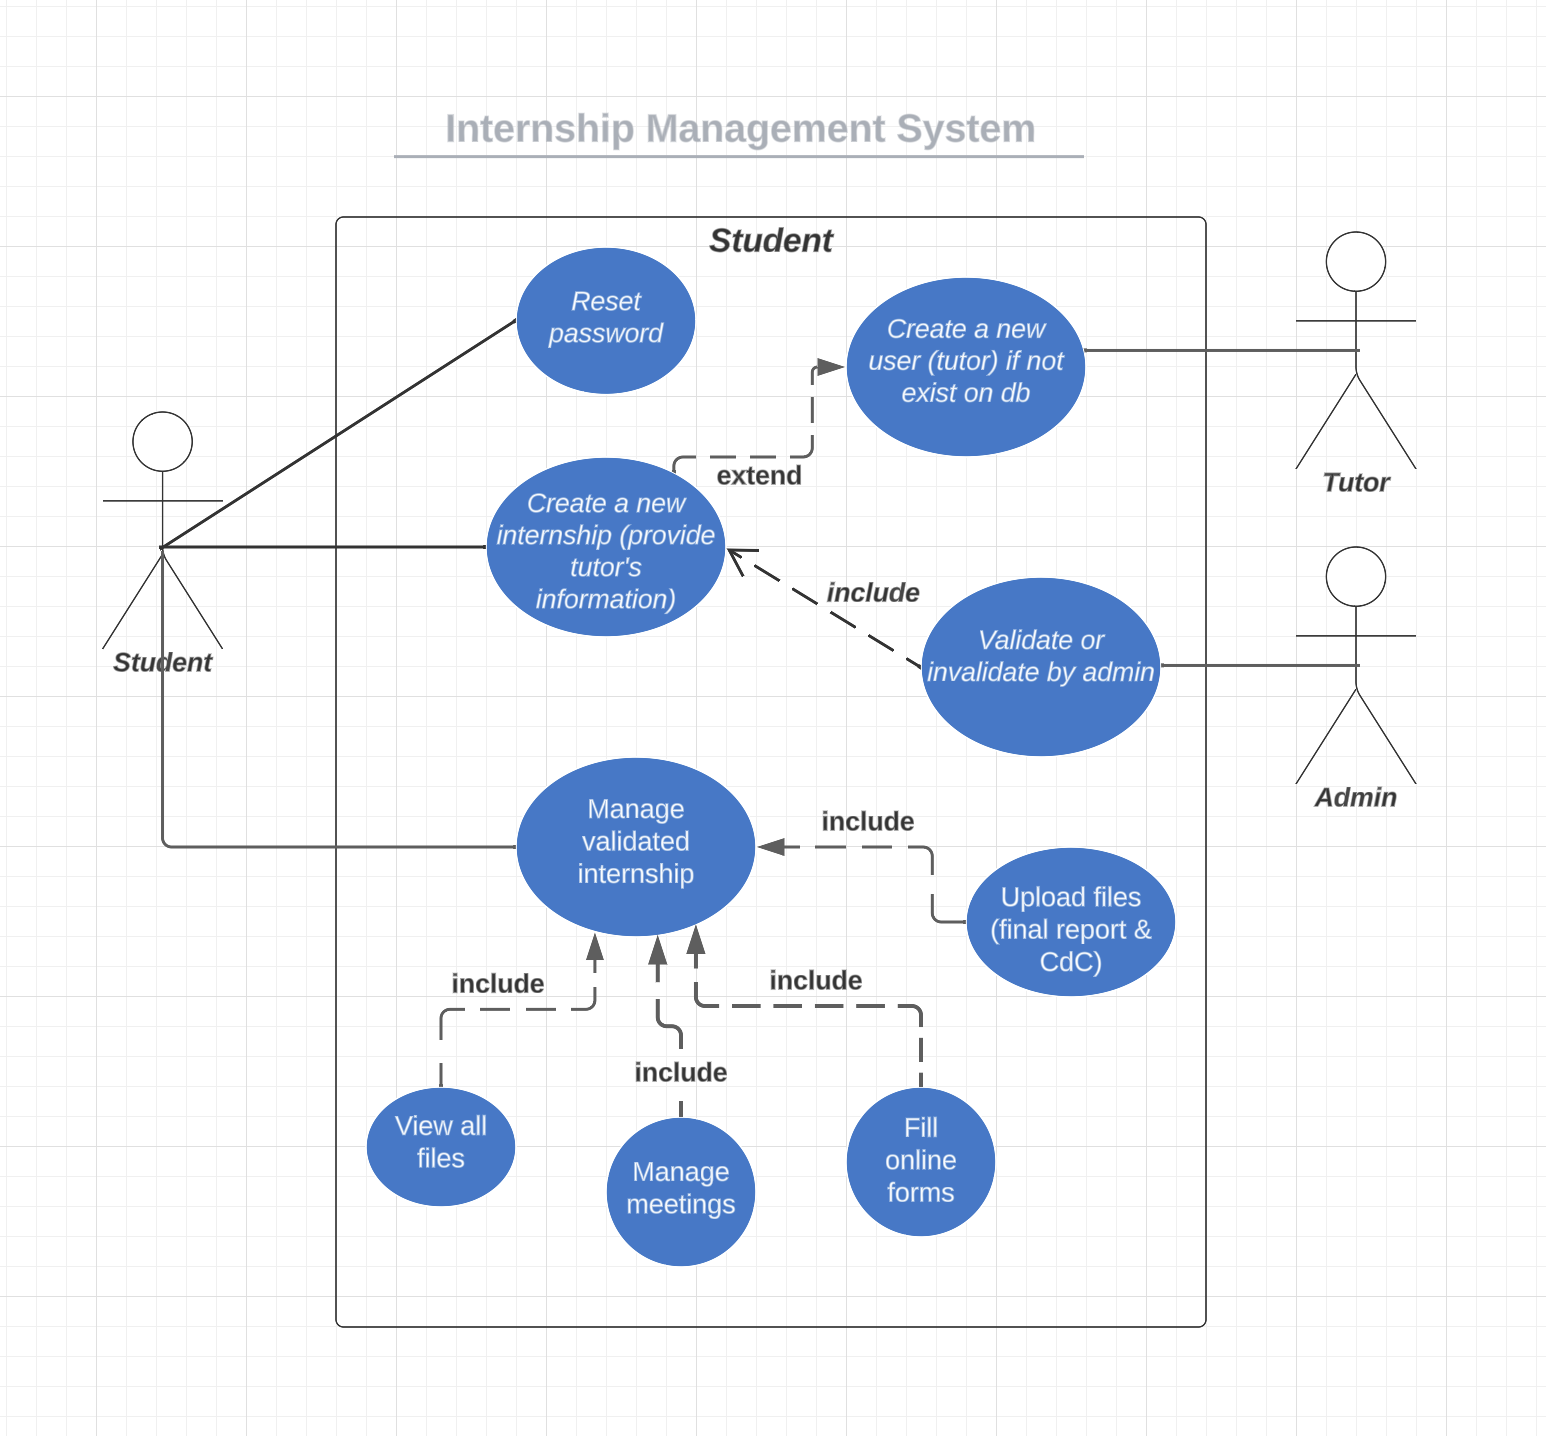 Internship Management System
Student
Reset
password
Create a new
user (tutor) if not
exist on db
extend
Tutor
Create a new
internship (provide
tutor's
information)
include
Validate or
invalidate by admin
Student
Admin
Manage
validated
internship
include
Upload files
(final report &
CdC)
include
include
include
View all
files
Manage
meetings
Fill
online
forms